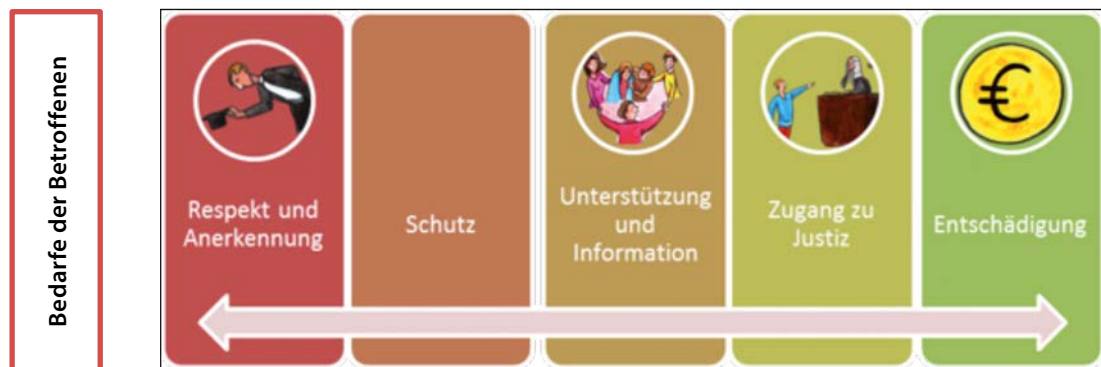 Bedarfe der Betroffenen
Respekt und
Anerkennung
Schutz
Unterstützung
und
Information
Zugang zu
Justiz
€
Entschädigung